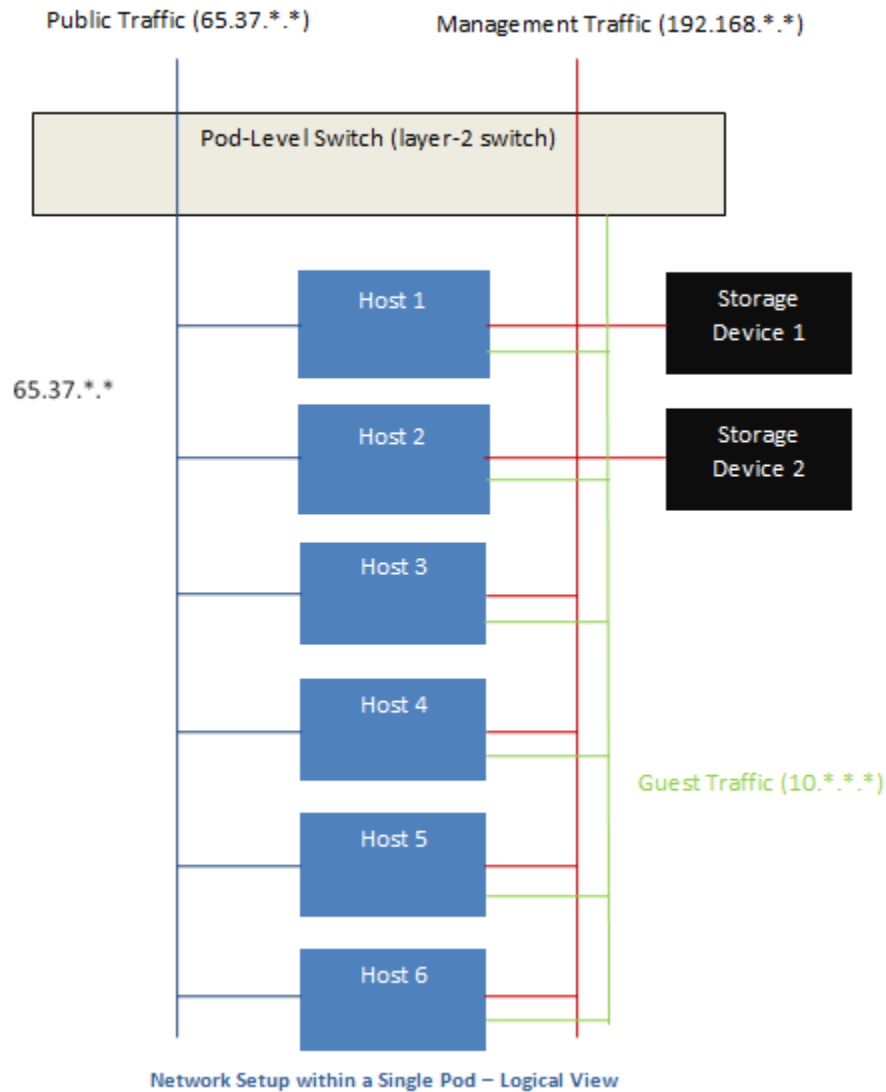 Public Traffic (65.37.*.*)
Management Traffic (192.168.*.*)
Pod-Level Switch (layer-2 switch)
Host 1
Storage
Device 1
65.37.*.*
Host 2
Storage
Device 2
Host 3
Host 4
Guest Traffic (10.*.*.*)
Host 5
Host 6
Network Setup within a Single Pod – Logical View